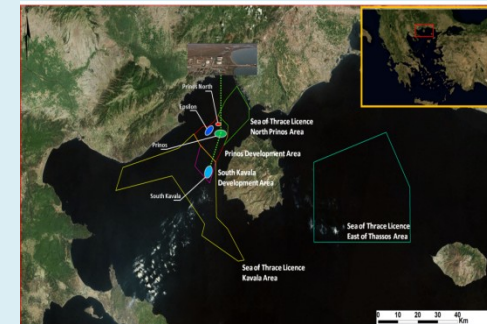 Prinos North
Epsilon
Prinos
Sea of Thrace Licence
North Prinos Area
Prinos Development Area
South Kavala
Development Area
South Kavala
Sea of Thrace Licence
East of Thassos Area
Sea of Thrace Licence
Kavala Area
0 10 20 30 40
Km